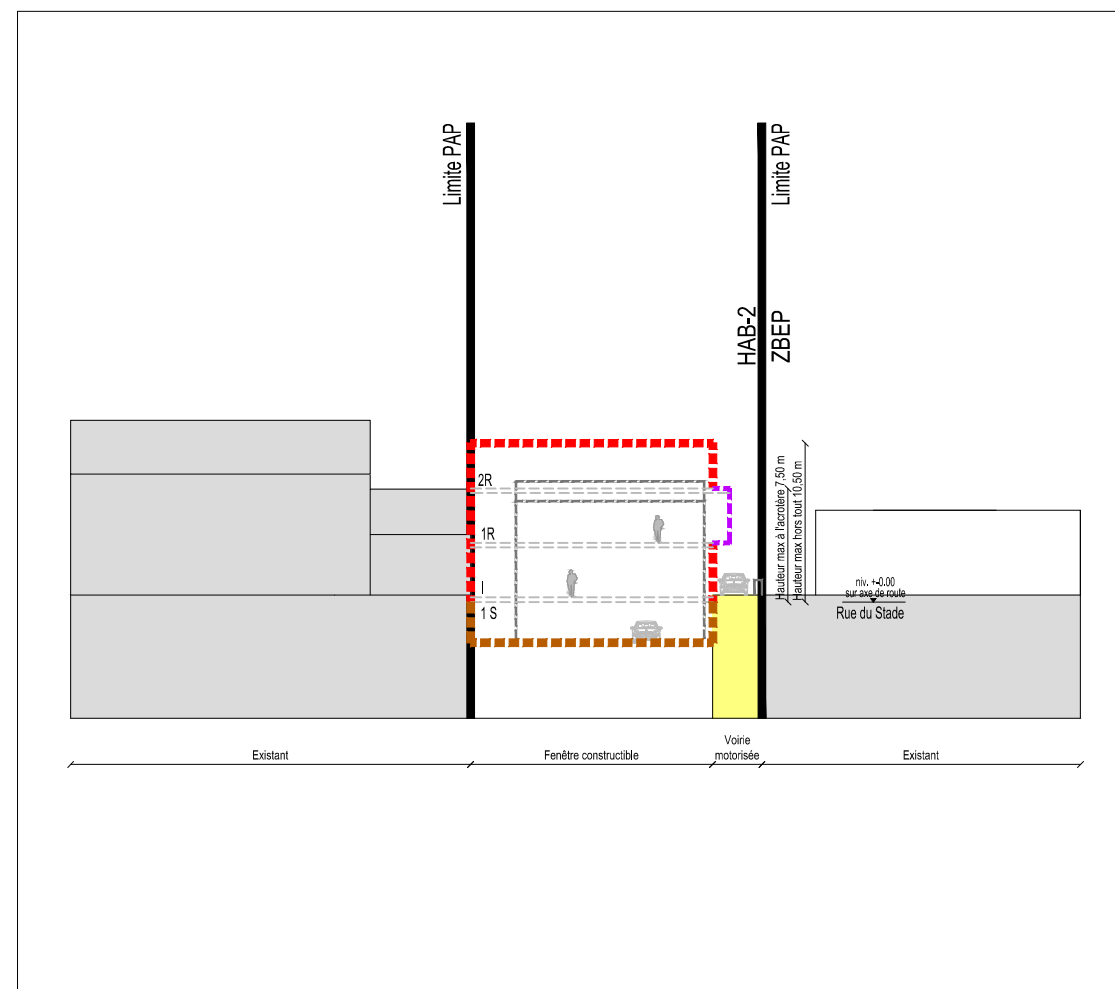 Limite PAP
Limite PAP
HAB-2
ZBEP
2R
1R
I
1 S
Hauteur max à l'acrotère 7,50 m
Hauteur max hors tout 10,50 m
niv. +-0.00
sur axe de route
Rue du Stade
Existant
Fenêtre constructible
Voirie
motorisée
Existant